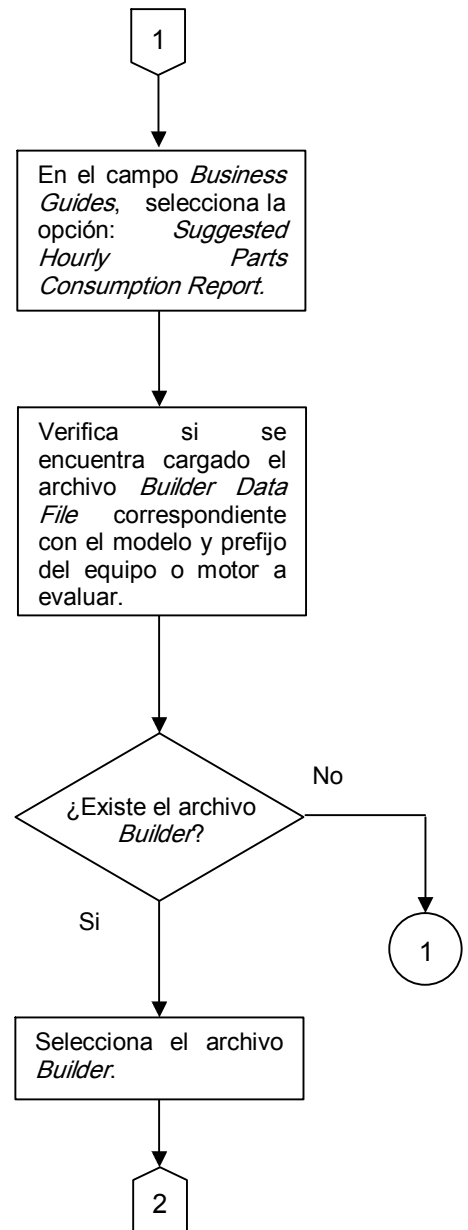 1
En el campo Business
Guides, selecciona la
opción: Suggested
Hourly Parts
Consumption Report.
Verifica si se
encuentra cargado el
archivo Builder Data
File correspondiente
con el modelo y prefijo
del equipo o motor a
evaluar.
¿Existe el archivo
Builder?
No
Si
1
Selecciona el archivo
Builder.
2